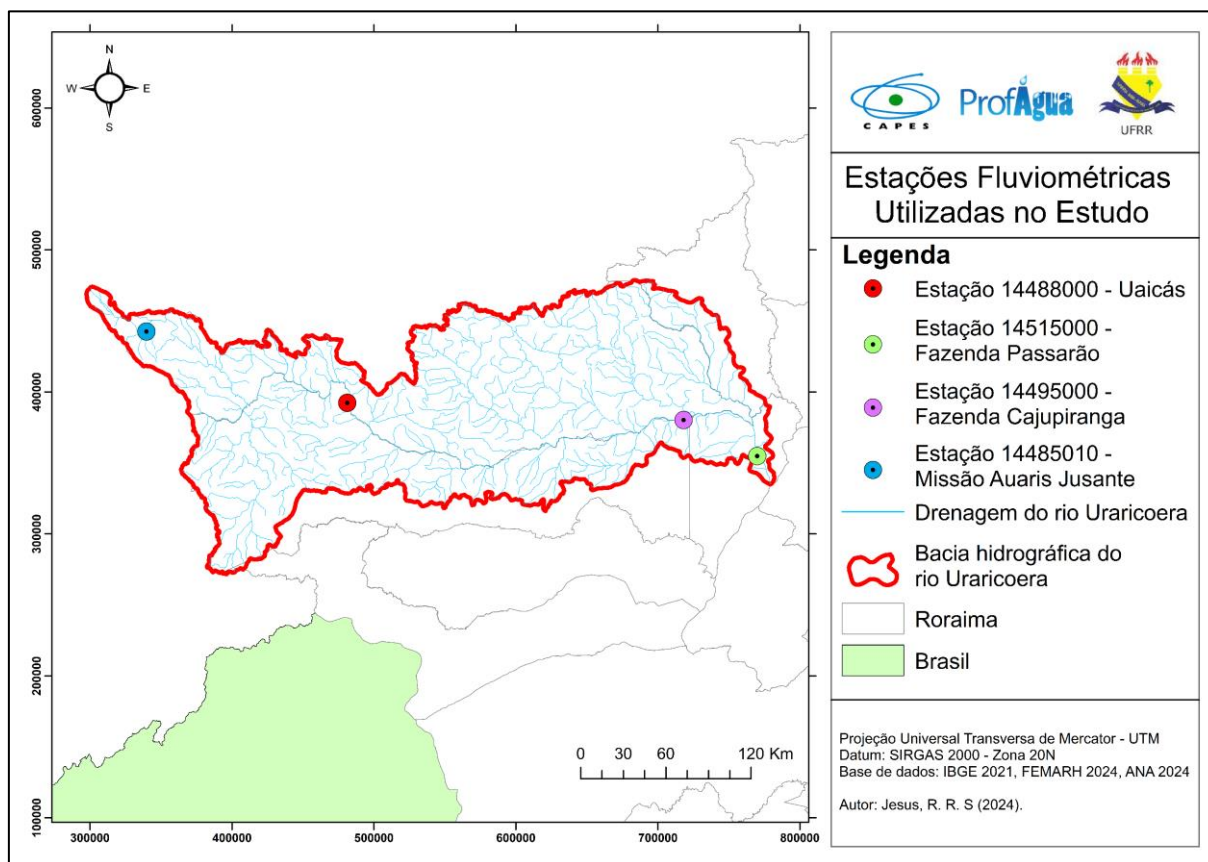 N
W E
S
600000
500000
400000
300000
200000
100000
300000 400000 500000 600000 700000 800000
0 30 60 120 Km
CAPES
ProfÁgua
UFRR
Estações Fluviométricas
Utilizadas no Estudo
Legenda
Estação 14488000 - Uaicás
Estação 14515000 -
Fazenda Passarão
Estação 14495000 -
Fazenda Cajupiranga
Estação 14485010 -
Missão Auaris Jusante
Drenagem do rio Uraricoera
Bacia hidrográfica do
rio Uraricoera
Roraima
Brasil
Projeção Universal Transversa de Mercator - UTM
Datum: SIRGAS 2000 - Zona 20N
Base de dados: IBGE 2021, FEMARH 2024, ANA 2024
Autor: Jesus, R. R. S (2024).